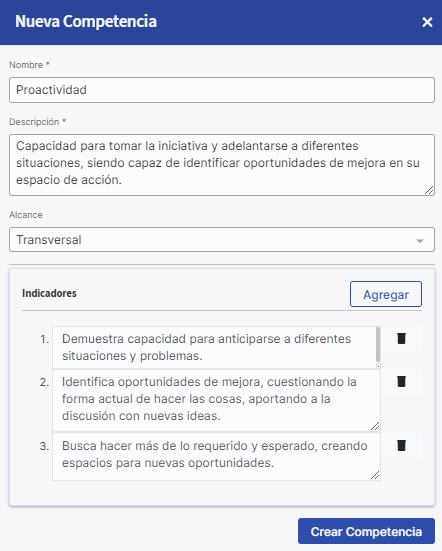 Nueva Competencia
Nombre *
Proactividad
Descripción *
Capacidad para tomar la iniciativa y adelantarse a diferentes
situaciones, siendo capaz de identificar oportunidades de mejora en su
espacio de acción.
Alcance
Transversal
Indicadores
Agregar
1. Demuestra capacidad para anticiparse a diferentes
situaciones y problemas.
2. Identifica oportunidades de mejora, cuestionando la
forma actual de hacer las cosas, aportando a la
discusión con nuevas ideas.
3. Busca hacer más de lo requerido y esperado, creando
espacios para nuevas oportunidades.
Crear Competencia